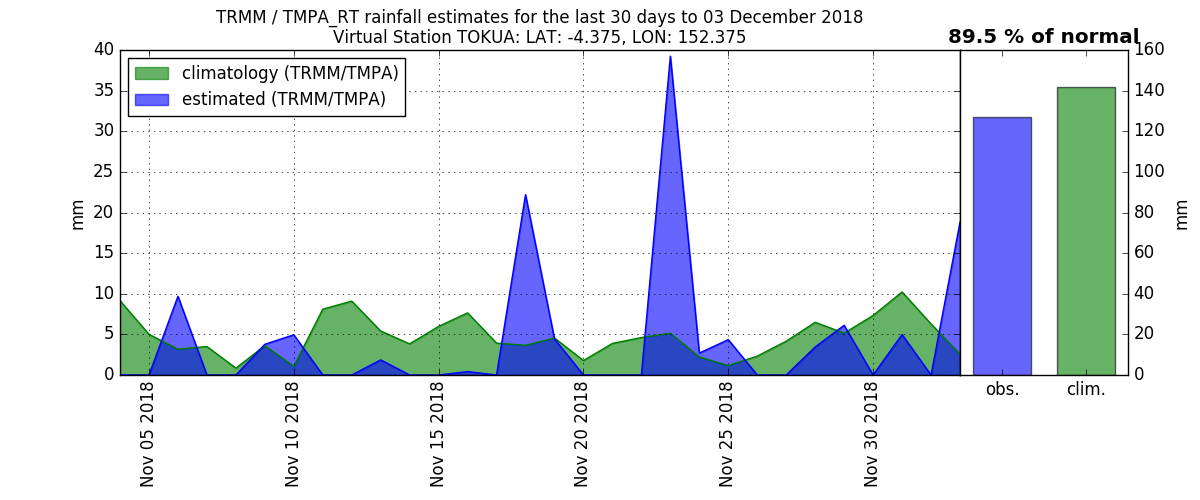 TRMM / TMPA_RT rainfall estimates for the last 30 days to 03 December 2018
Virtual Station TOKUA: LAT: -4.375, LON: 152.375
89.5 % of normal
climatology (TRMM/TMPA)
estimated (TRMM/TMPA)
mm
40
35
30
25
20
15
10
5
0
Nov 05 2018
Nov 10 2018
Nov 15 2018
Nov 20 2018
Nov 25 2018
Nov 30 2018
160
140
120
100
80
60
40
20
0
mm
obs.
clim.